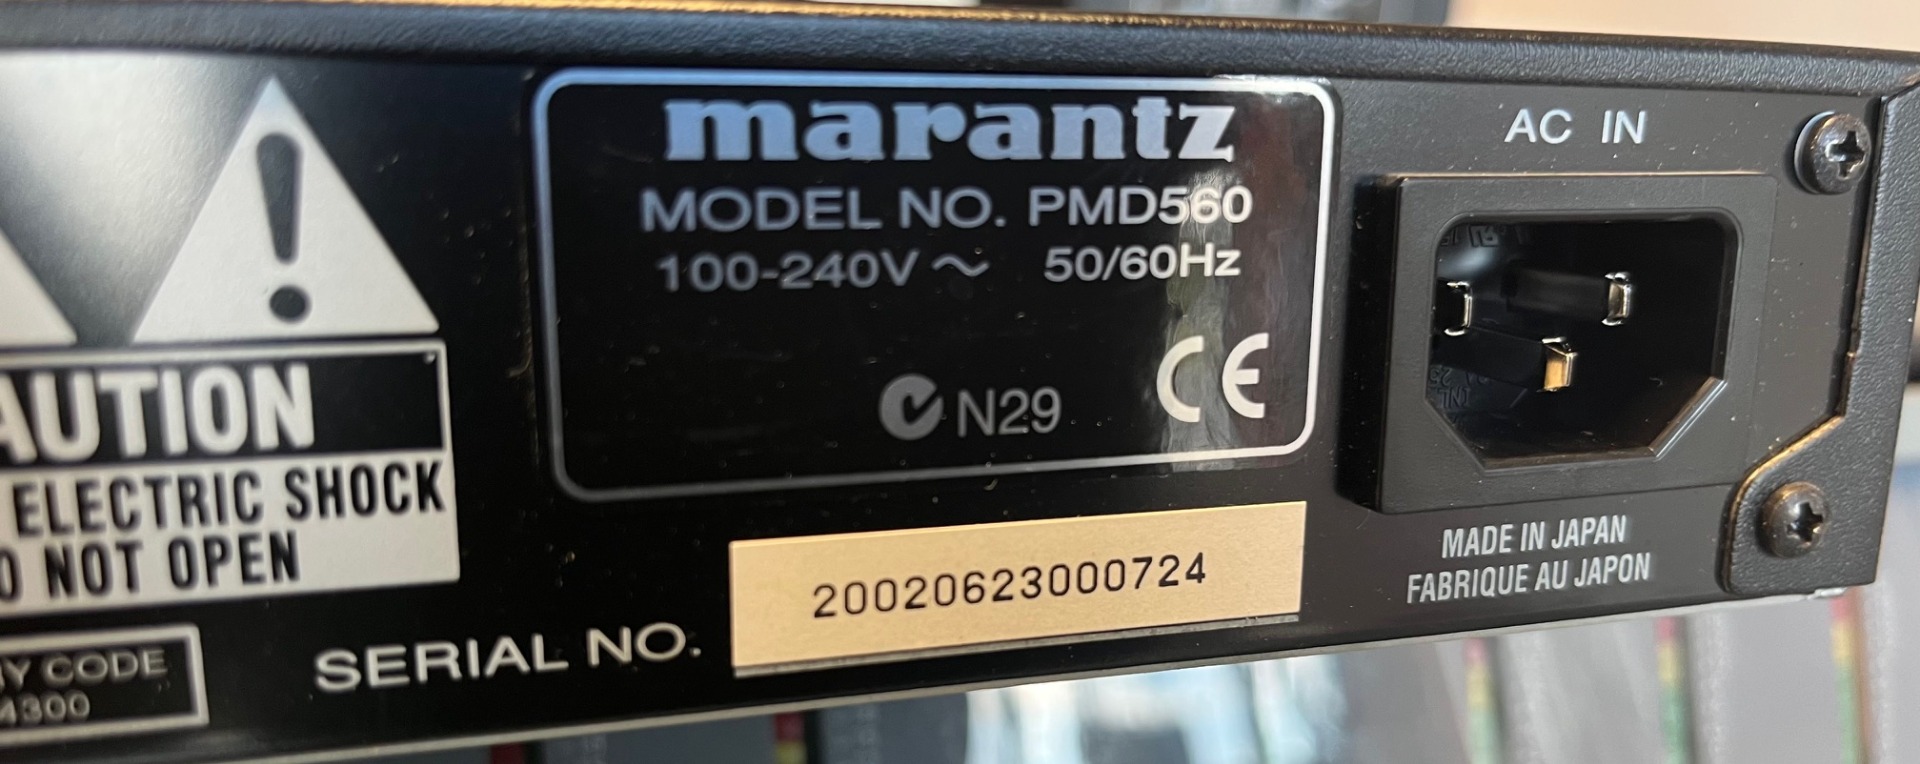 marantz
MODEL NO. PMD560
100-240V ~ 50/60Hz
N29
CE
AC IN
MADE IN JAPAN
FABRIQUE AU JAPON
AUTION
ELECTRIC SHOCK
NOT OPEN
CODE
4300
SERIAL NO. 20020623000724